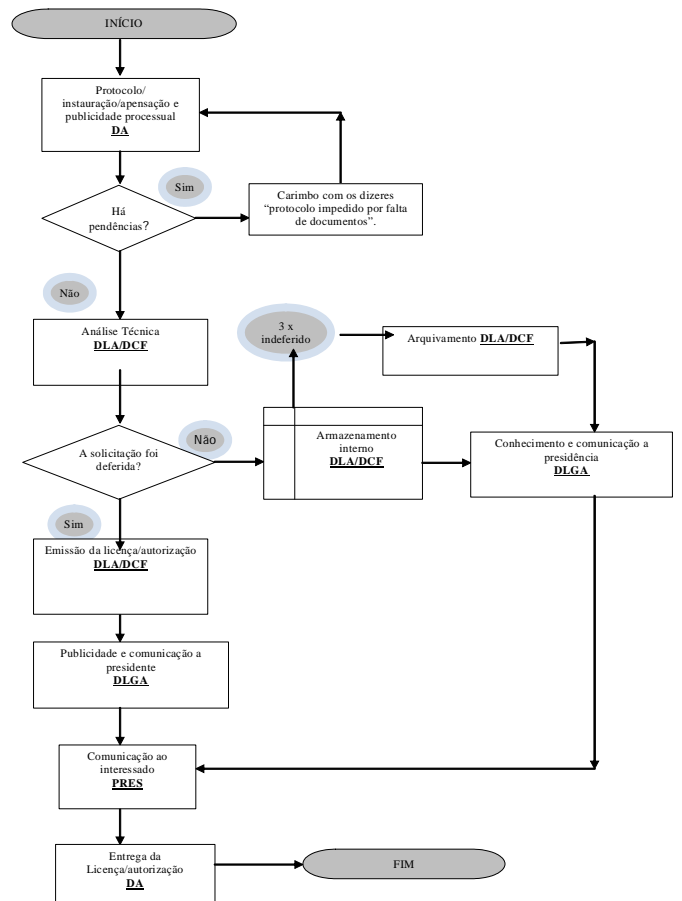 INÍCIO
Protocolo/
instauração/apensação e
publicidade processual
DA
Sim
Há
pendências?
Carimbo com os dizeres
“protocolo impedido por falta
de documentos”.
Não
Análise Técnica
DLA/DCF
3 x
indeferido
Arquivamento DLA/DCF
A solicitação foi
deferida?
Não
Armazenamento
interno
DLA/DCF
Conhecimento e comunicação a
presidência
DLGA
Sim
Emissão da licença/autorização
DLA/DCF
Publicidade e comunicação a
presidente
DLGA
Comunicação ao
interessado
PRES
Entrega da
Licença/autorização
DA
FIM